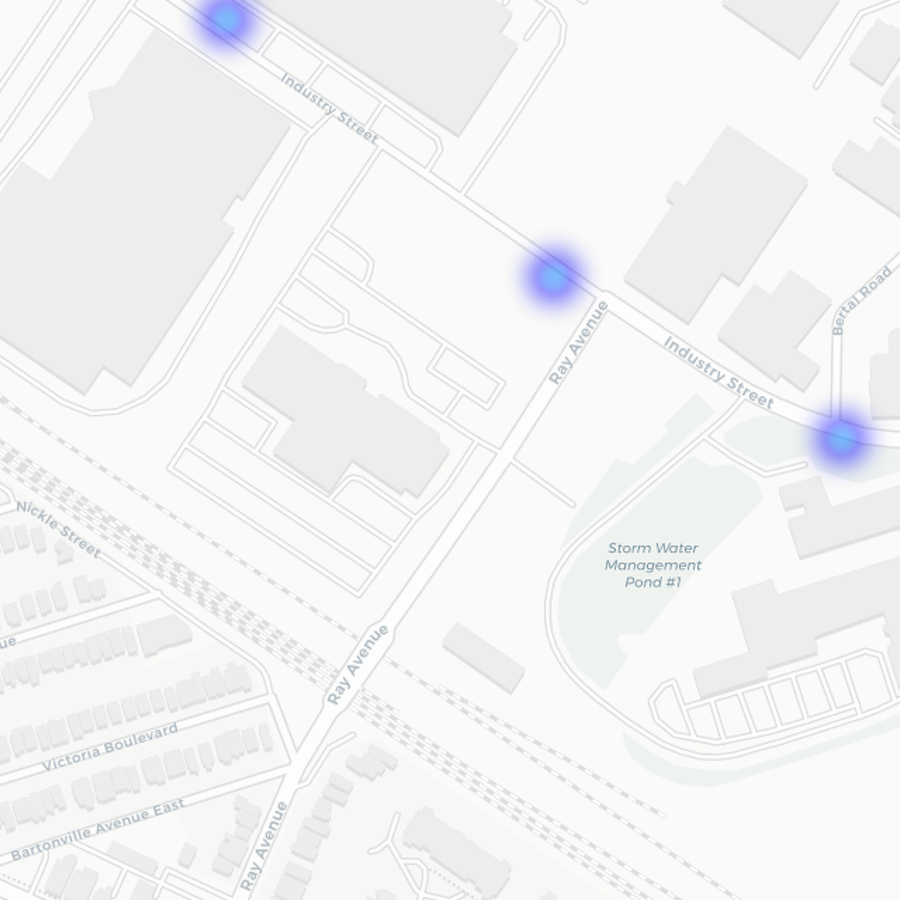 Industry Street
Ray Avenue
Industry Street
Bertal Road
Nickle Street
Storm Water
Management
Pond #1
ue
Ray Avenue
Victoria Boulevard
Bartonville Avenue East
Ray Avenue